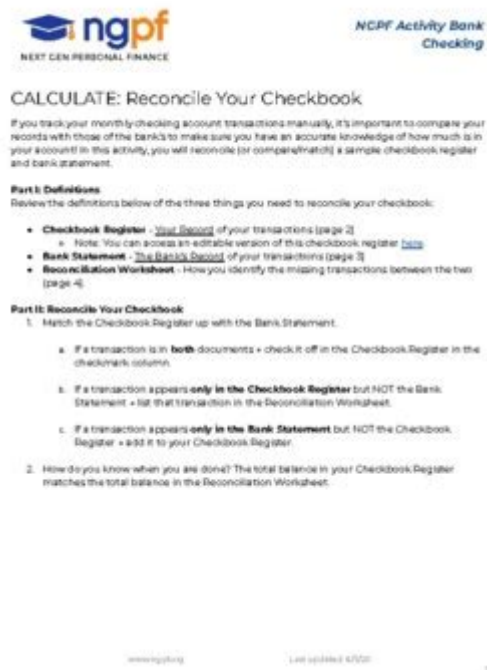 ngpf
NEXT GEN PERSONAL FINANCE
NGPF Activity Bank
Checking
CALCULATE: Reconcile Your Checkbook
If you track your monthly checking account transactions manually, it's important to compare your
records with those of the bank's to make sure you have an accurate knowledge of how much is in
your account! In this activity, you will reconcile (or compare/match) a sample checkbook register
and bank statement.
Part I: Definitions
Review the definitions below of the three things you need to reconcile your checkbook:
• Checkbook Register - Your Record of your transactions (page 2)
Note: You can access an editable version of this checkbook register here.
• Bank Statement - The Bank's Record of your transactions (page 3)
• Reconciliation Worksheet - How you identify the missing transactions between the two
(page 4).
Part II: Reconcile Your Checkbook
1. Match the Checkbook Register up with the Bank Statement.
a. If a transaction is in both documents → check it off in the Checkbook Register in the
checkmark column.
b. If a transaction appears only in the Checkbook Register but NOT the Bank
Statement → list that transaction in the Reconciliation Worksheet.
c. If a transaction appears only in the Bank Statement but NOT the Checkbook
Register → add it to your Checkbook Register.
2. How do you know when you are done? The total balance in your Checkbook Register
matches the total balance in the Reconciliation Worksheet.
www.ngpf.org
Last updated: